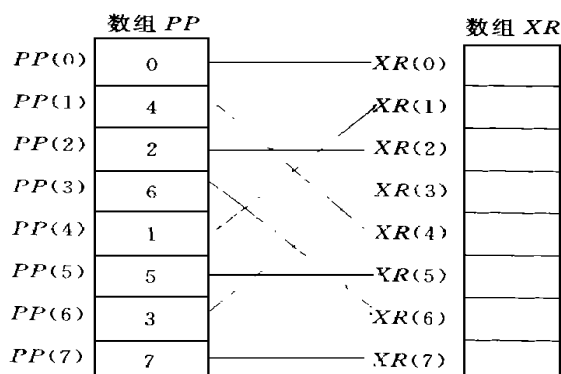 数组 PP
数组 XR
PP(0) 0 XR(0)
PP(1) 4 XR(1)
PP(2) 2 XR(2)
PP(3) 6 XR(3)
PP(4) 1 XR(4)
PP(5) 5 XR(5)
PP(6) 3 XR(6)
PP(7) 7 XR(7)